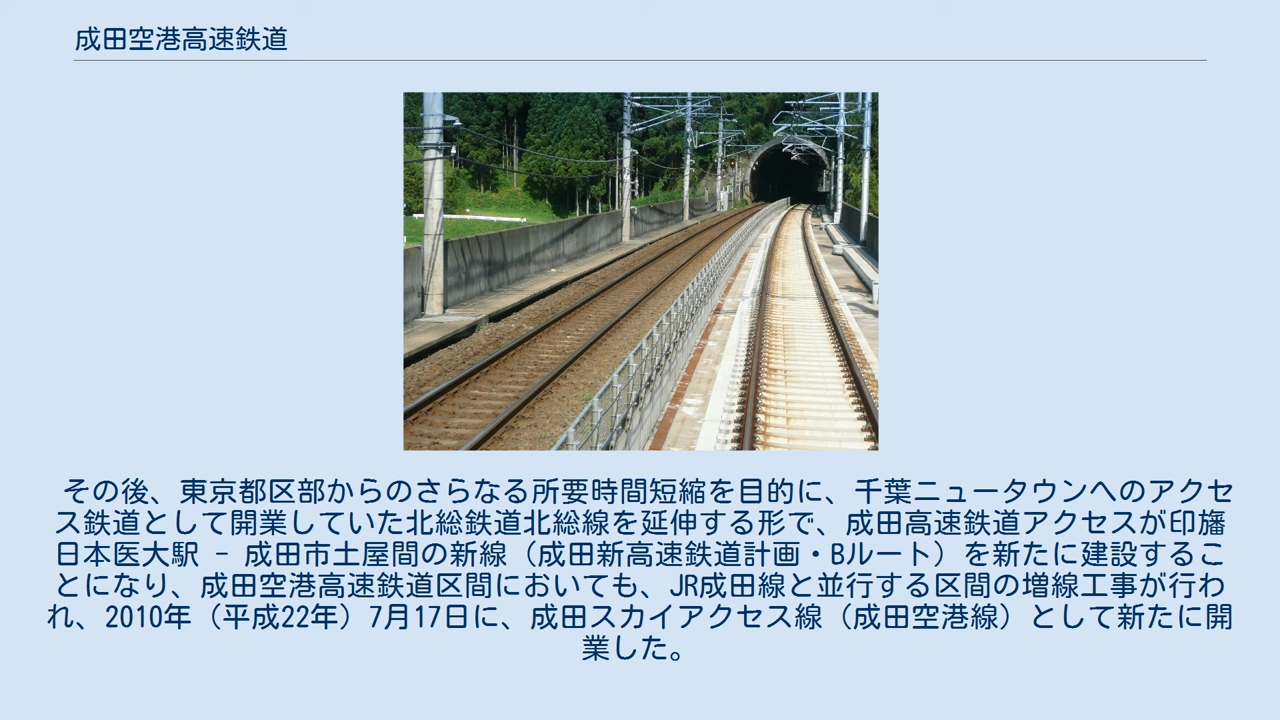 成田空港高速鉄道
その後、東京都区部からのさらなる所要時間短縮を目的に、千葉ニュータウンへのアクセ
ス鉄道として開業していた北総鉄道北総線を延伸する形で、成田高速鉄道アクセスが印旛
日本医大駅 － 成田市土屋間の新線（成田新高速鉄道計画・Bルート）を新たに建設するこ
とになり、成田空港高速鉄道区間においても、JR成田線と並行する区間の増線工事が行わ
れ、2010年（平成22年）7月17日に、成田スカイアクセス線（成田空港線）として新たに開
業した。